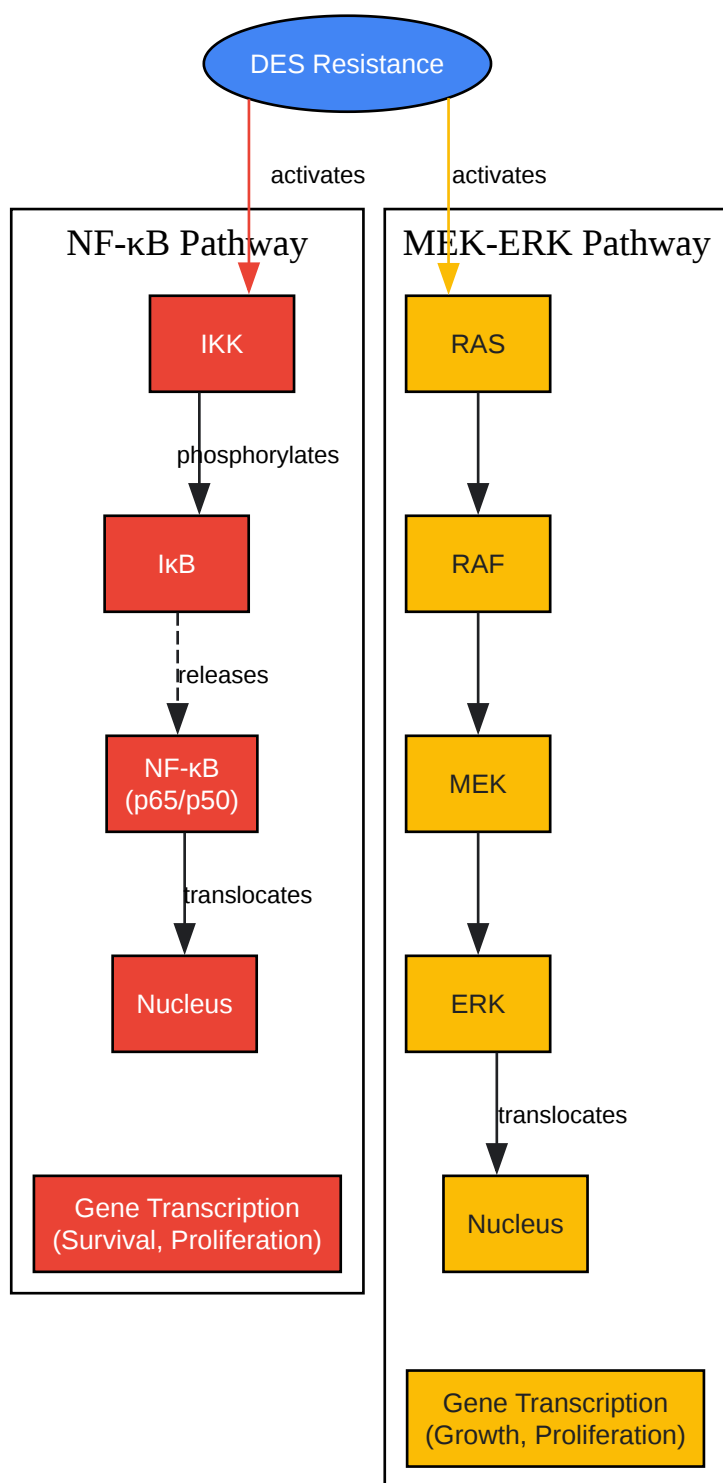 DES Resistance
activates
activates
NF-κB Pathway
IKK
phosphorylates
IκB
releases
NF-κB
(p65/p50)
translocates
Nucleus
Gene Transcription
(Survival, Proliferation)
MEK-ERK Pathway
RAS
RAF
MEK
ERK
translocates
Nucleus
Gene Transcription
(Growth, Proliferation)